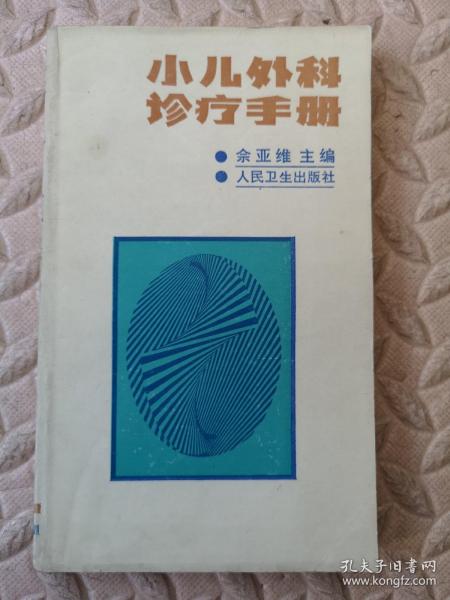 小儿外科
诊疗手册
● 佘亚维 主编
● 人民卫生出版社
孔夫子旧书网
www.kongfz.com